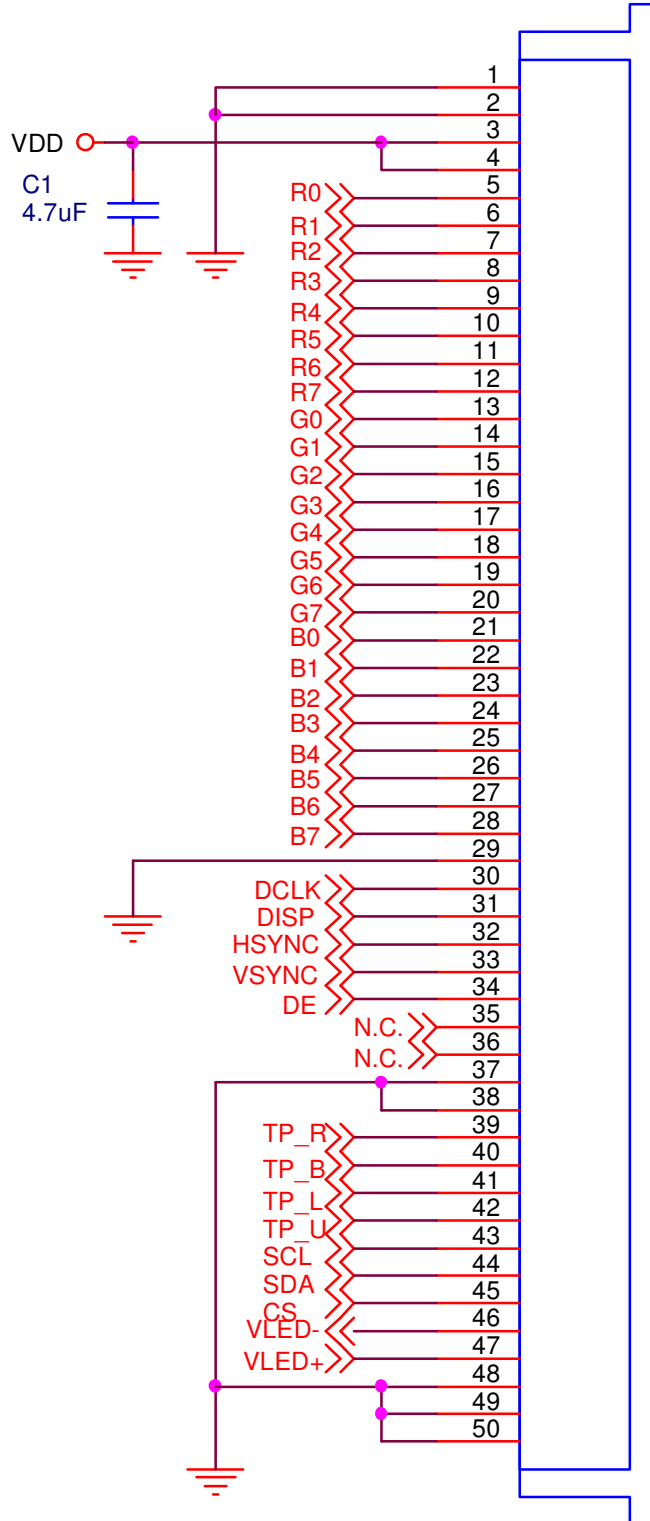 1
2
VDD 3
4
C1
4.7uF
R0 5
R1 6
R2 7
R3 8
R4 9
R5 10
R6 11
R7 12
G0 13
G1 14
G2 15
G3 16
G4 17
G5 18
G6 19
G7 20
B0 21
B1 22
B2 23
B3 24
B4 25
B5 26
B6 27
B7 28
29
DCLK 30
DISP 31
HSYNC 32
VSYNC 33
DE 34
N.C. 35
N.C. 36
37
38
TP_R 39
TP_B 40
TP_L 41
TP_U 42
SCL 43
SDA 44
CS 45
VLED- 46
VLED+ 47
48
49
50